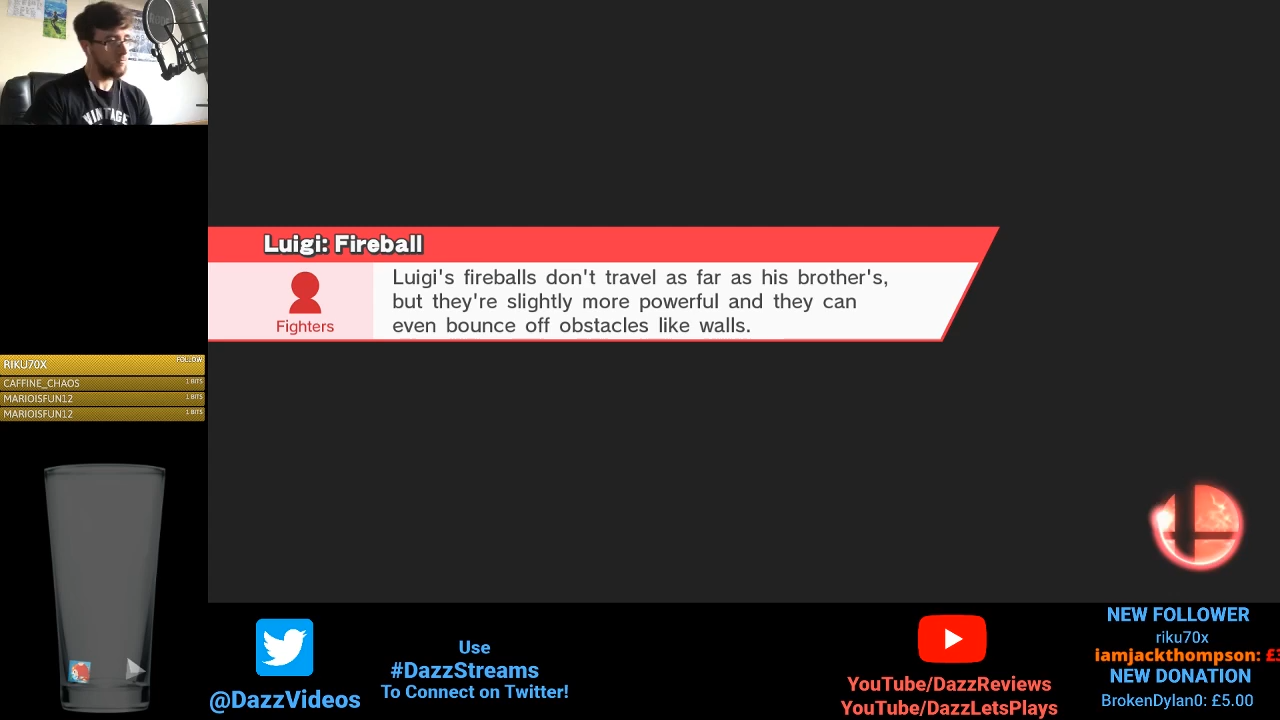 VINTAGE
Luigi: Fireball
Luigi's fireballs don't travel as far as his brother's,
but they're slightly more powerful and they can
even bounce off obstacles like walls.
Fighters
RIKU70X FOLLOW
CAFFINE_CHAOS 1 BITS
MARIOISFUN12 1 BITS
MARIOISFUN12 1 BITS
@DazzVideos
Use
#DazzStreams
To Connect on Twitter!
YouTube/DazzReviews
YouTube/DazzLetsPlays
NEW FOLLOWER
riku70x
iamjackthompson:
NEW DONATION
BrokenDylan0: £5.00